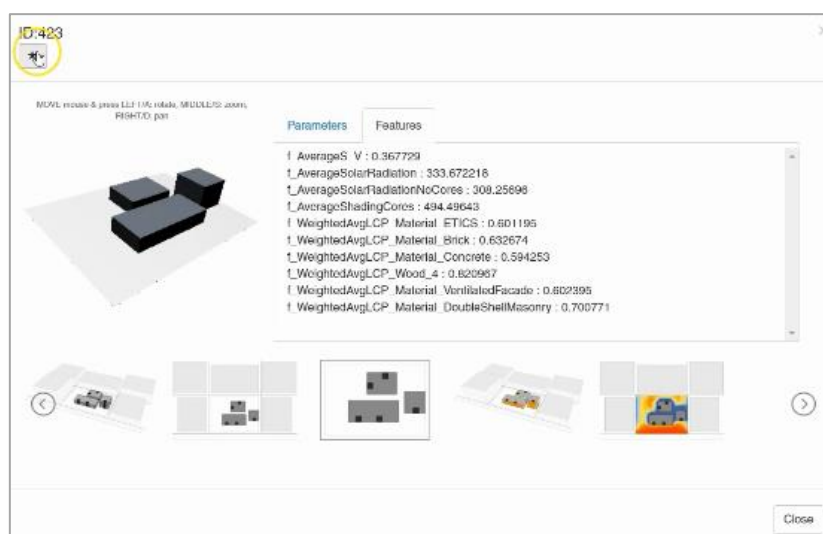 ID:423
MOVE mouse & press LEFT/A: rotate, MIDDLE/S: zoom,
RIGHT/D: pan
Parameters
Features
f_AverageS_V : 0.367729
f_AverageSolarRadiation : 333.672218
f_AverageSolarRadiationNoCores : 308.25696
f_AverageShadingCores : 494.49643
f_WeightedAvgLCP_Material_ETICS : 0.601195
f_WeightedAvgLCP_Material_Brick : 0.632674
f_WeightedAvgLCP_Material_Concrete : 0.594253
f_WeightedAvgLCP_Wood_4 : 0.620967
f_WeightedAvgLCP_Material_VentilatedFacade : 0.602395
f_WeightedAvgLCP_Material_DoubleShellMasonry : 0.700771
Close